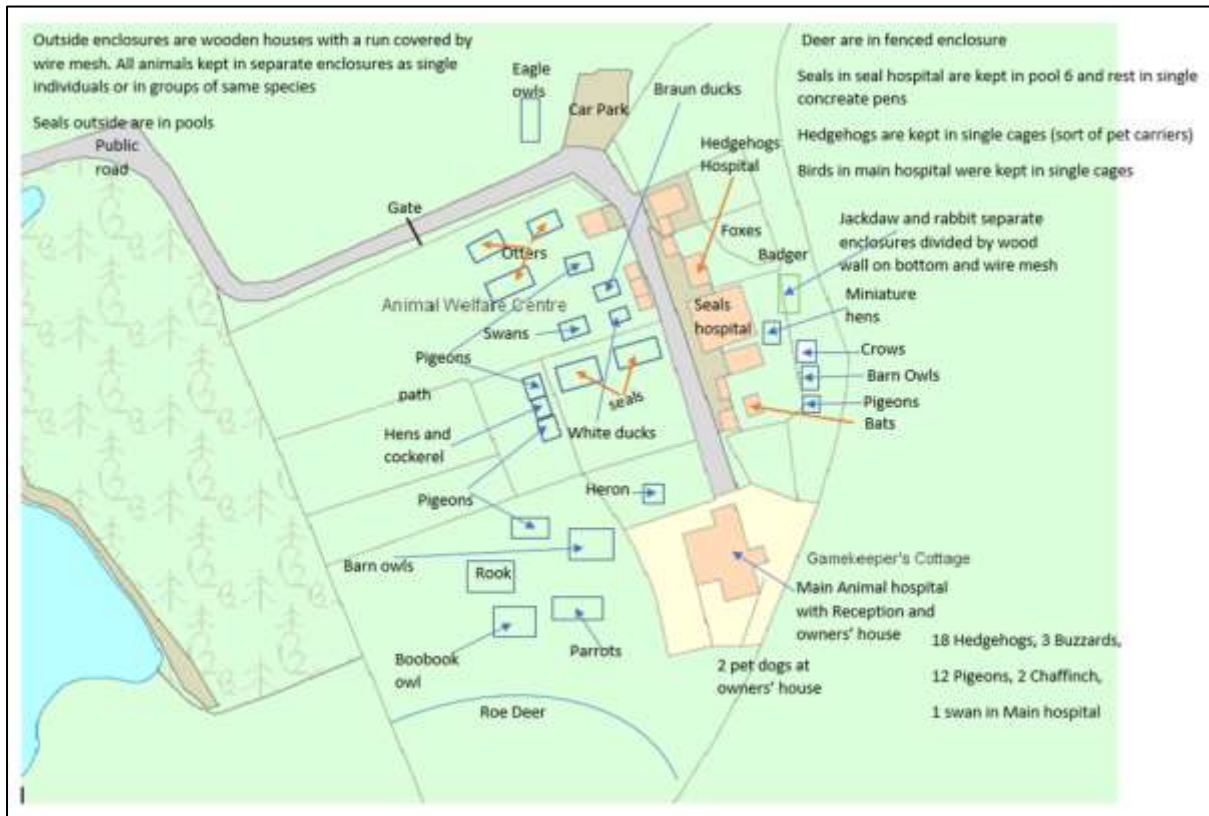 Outside enclosures are wooden houses with a run covered by
wire mesh. All animals kept in separate enclosures as single
individuals or in groups of same species
Seals outside are in pools
Public
road
Eagle
owls
Car Park
Braun ducks
Deer are in fenced enclosure
Seals in seal hospital are kept in pool 6 and rest in single
concreate pens
Hedgehogs are kept in single cages (sort of pet carriers)
Birds in main hospital were kept in single cages
Hedgehogs
Hospital
Gate
Foxes
Badger
Jackdaw and rabbit separate
enclosures divided by wood
wall on bottom and wire mesh
Otters
Animal Welfare Centre
Seals
hospital
Miniature
hens
Swans
Pigeons
Crows
Barn Owls
Pigeons
Bats
path
seals
Hens and
cockerel
White ducks
Pigeons
Heron
Barn owls
Rook
Gamekeeper's Cottage
Main Animal hospital
with Reception and
owners' house
Boobook
owl
Parrots
2 pet dogs at
owners' house
18 Hedgehogs, 3 Buzzards,
12 Pigeons, 2 Chaffinch,
1 swan in Main hospital
Roe Deer